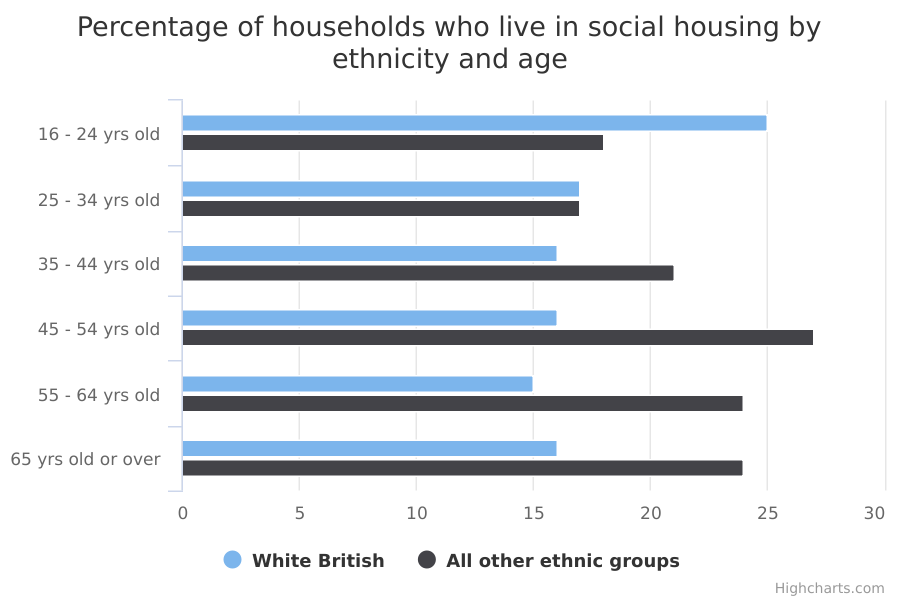 Percentage of households who live in social housing by
ethnicity and age
16 - 24 yrs old
25 - 34 yrs old
35 - 44 yrs old
45 - 54 yrs old
55 - 64 yrs old
65 yrs old or over
0 5 10 15 20 25 30
White British All other ethnic groups
Highcharts.com